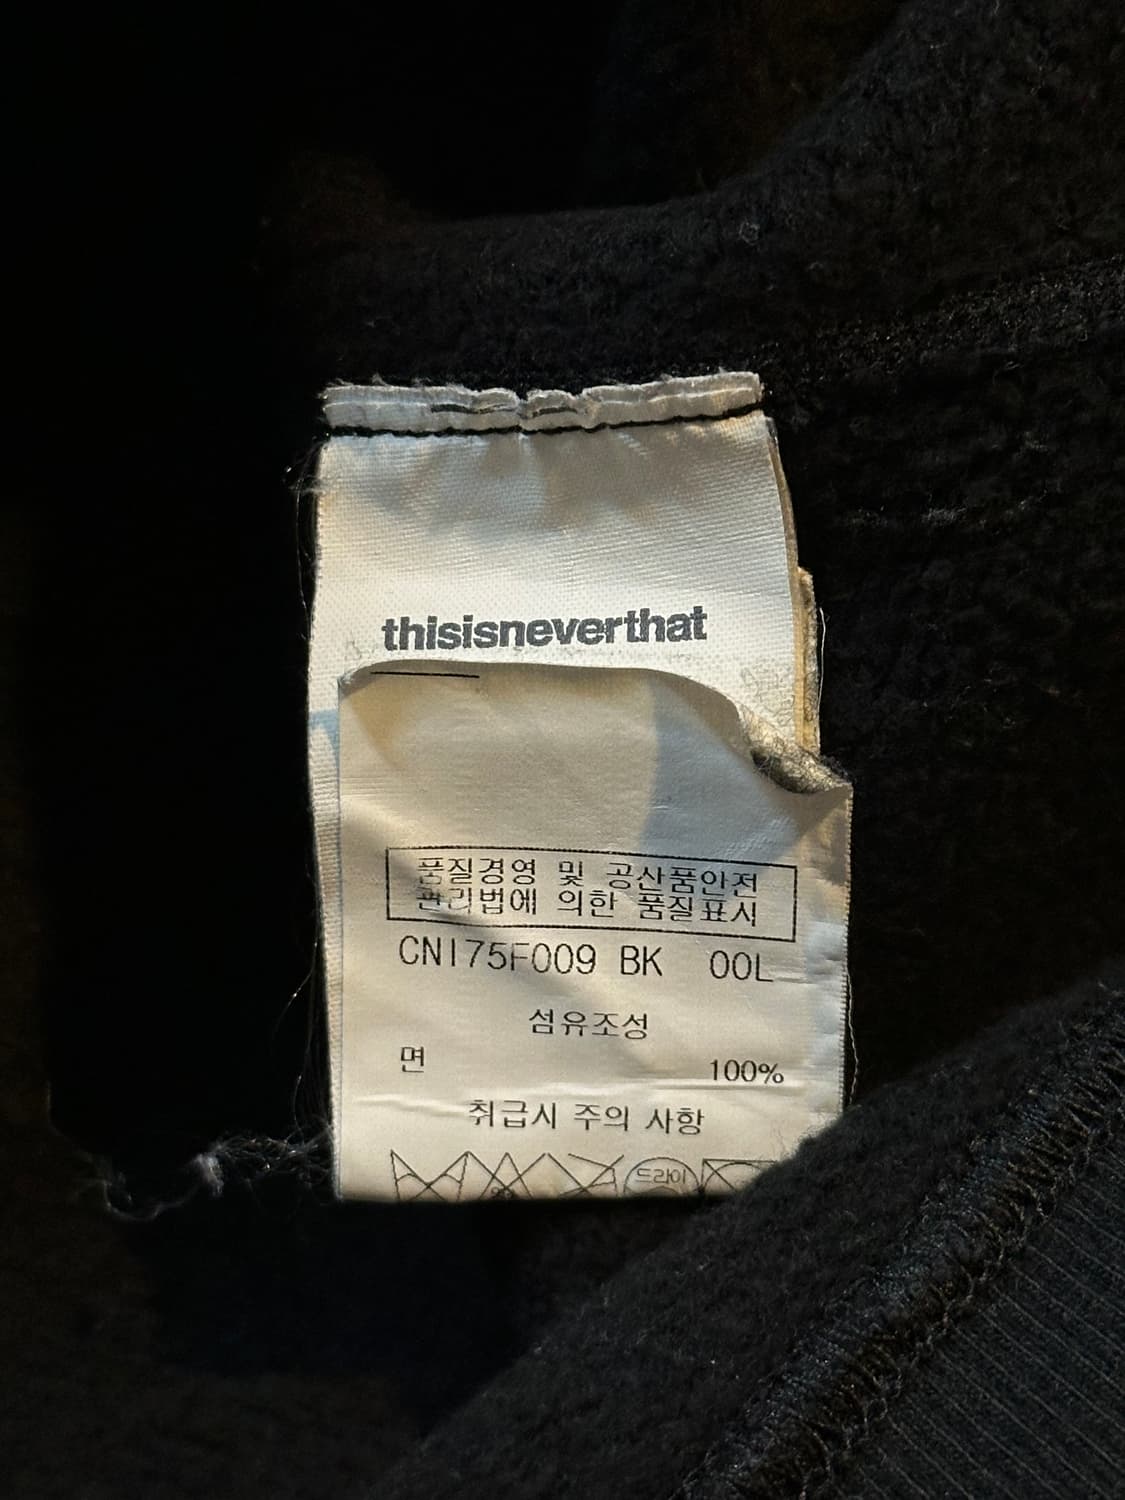 thisisneverthat
품질경영 및 공산품안전
관리법에 의한 품질표시
CNI75F009 BK 00L
섬유조성
면 100%
취급시 주의 사항
드라이